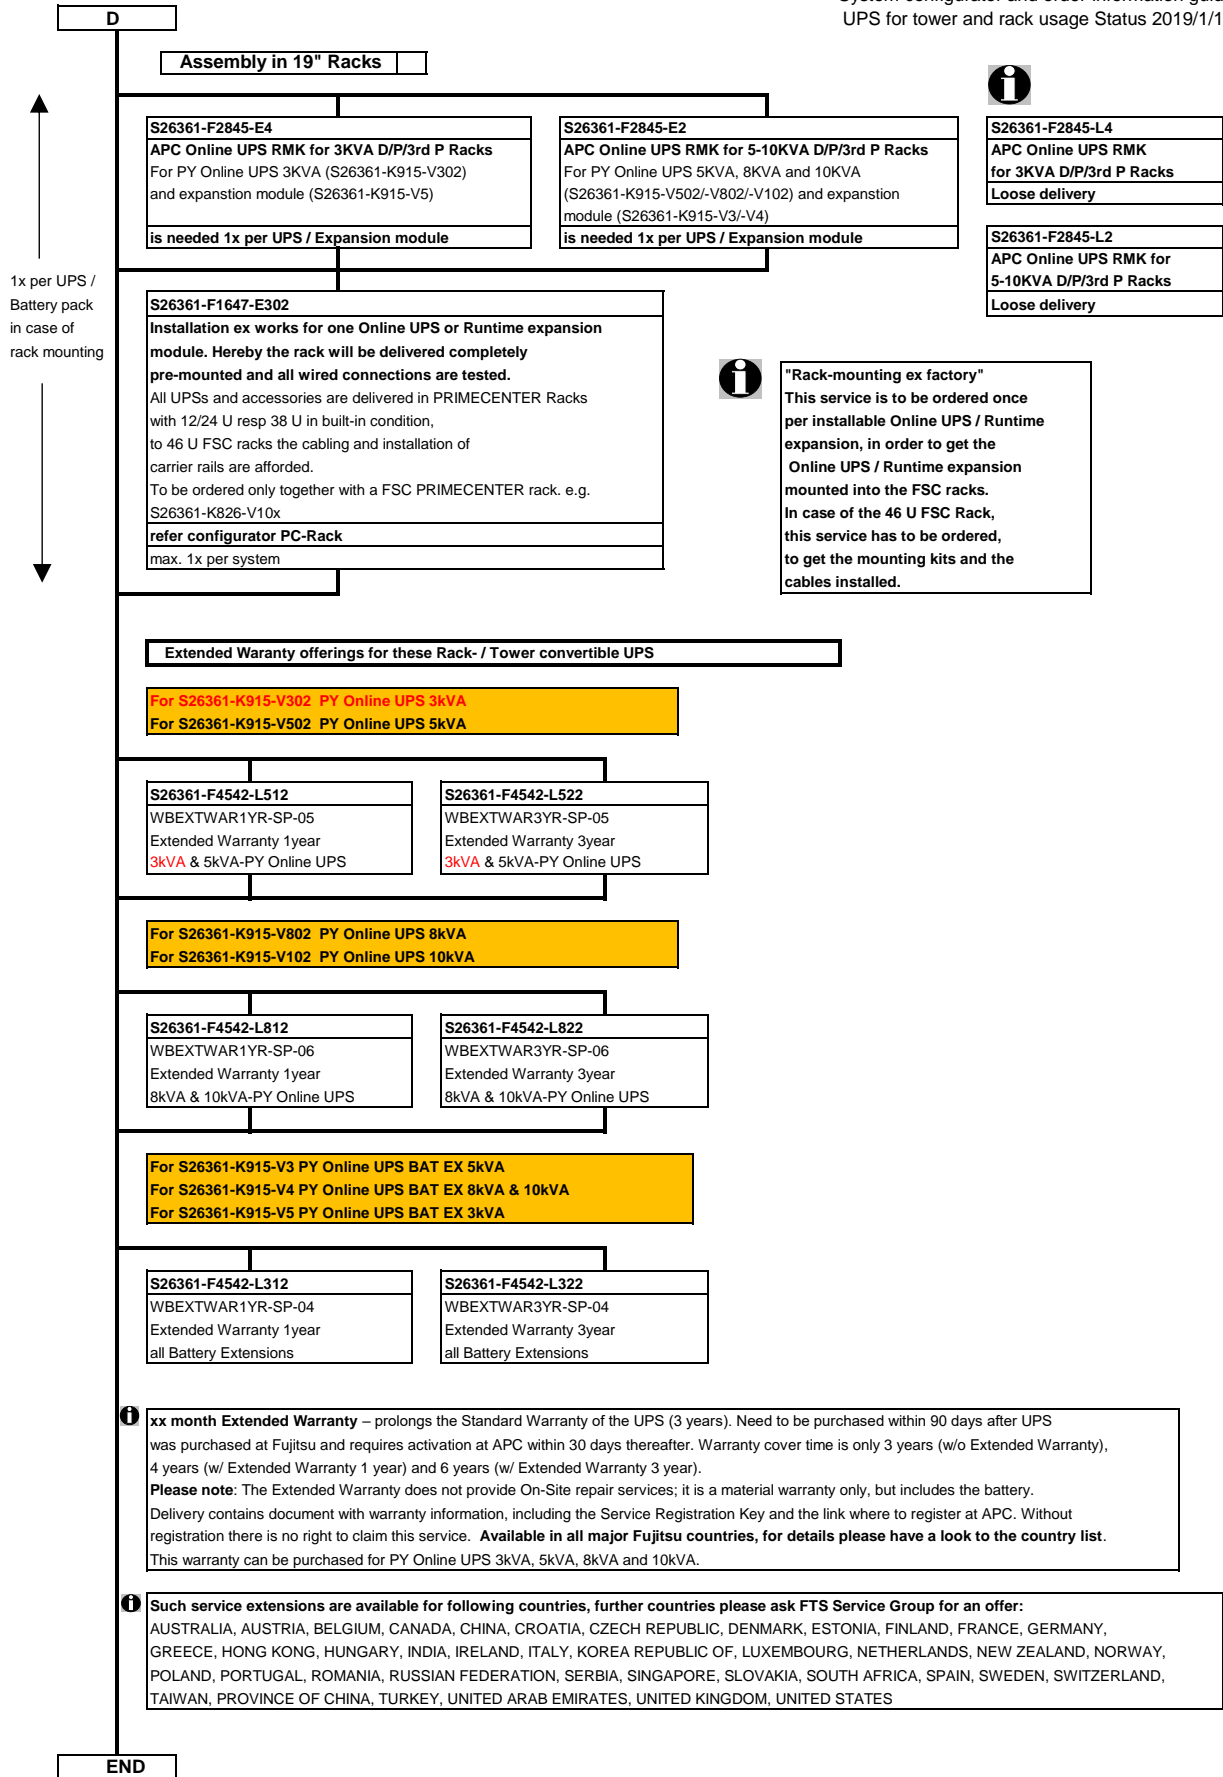 System configurator and order information guid
UPS for tower and rack usage Status 2019/1/1
D
Assembly in 19" Racks
S26361-F2845-E4
APC Online UPS RMK for 3KVA D/P/3rd P Racks
For PY Online UPS 3KVA (S26361-K915-V302)
and expanstion module (S26361-K915-V5)
is needed 1x per UPS / Expansion module
S26361-F2845-E2
APC Online UPS RMK for 5-10KVA D/P/3rd P Racks
For PY Online UPS 5KVA, 8KVA and 10KVA
(S26361-K915-V502/-V802/-V102) and expanstion
module (S26361-K915-V3/-V4)
is needed 1x per UPS / Expansion module
S26361-F2845-L4
APC Online UPS RMK
for 3KVA D/P/3rd P Racks
Loose delivery
S26361-F2845-L2
APC Online UPS RMK for
5-10KVA D/P/3rd P Racks
Loose delivery
1x per UPS /
Battery pack
in case of
rack mounting
S26361-F1647-E302
Installation ex works for one Online UPS or Runtime expansion
module. Hereby the rack will be delivered completely
pre-mounted and all wired connections are tested.
All UPSs and accessories are delivered in PRIMECENTER Racks
with 12/24 U resp 38 U in built-in condition,
to 46 U FSC racks the cabling and installation of
carrier rails are afforded.
To be ordered only together with a FSC PRIMECENTER rack. e.g.
S26361-K826-V10x
refer configurator PC-Rack
max. 1x per system
"Rack-mounting ex factory"
This service is to be ordered once
per installable Online UPS / Runtime
expansion, in order to get the
Online UPS / Runtime expansion
mounted into the FSC racks.
In case of the 46 U FSC Rack,
this service has to be ordered,
to get the mounting kits and the
cables installed.
Extended Waranty offerings for these Rack- / Tower convertible UPS
For S26361-K915-V302 PY Online UPS 3kVA
For S26361-K915-V502 PY Online UPS 5kVA
S26361-F4542-L512
WBEXTWAR1YR-SP-05
Extended Warranty 1year
3kVA & 5kVA-PY Online UPS
S26361-F4542-L522
WBEXTWAR3YR-SP-05
Extended Warranty 3year
3kVA & 5kVA-PY Online UPS
For S26361-K915-V802 PY Online UPS 8kVA
For S26361-K915-V102 PY Online UPS 10kVA
S26361-F4542-L812
WBEXTWAR1YR-SP-06
Extended Warranty 1year
8kVA & 10kVA-PY Online UPS
S26361-F4542-L822
WBEXTWAR3YR-SP-06
Extended Warranty 3year
8kVA & 10kVA-PY Online UPS
For S26361-K915-V3 PY Online UPS BAT EX 5kVA
For S26361-K915-V4 PY Online UPS BAT EX 8kVA & 10kVA
For S26361-K915-V5 PY Online UPS BAT EX 3kVA
S26361-F4542-L312
WBEXTWAR1YR-SP-04
Extended Warranty 1year
all Battery Extensions
S26361-F4542-L322
WBEXTWAR3YR-SP-04
Extended Warranty 3year
all Battery Extensions
xx month Extended Warranty – prolongs the Standard Warranty of the UPS (3 years). Need to be purchased within 90 days after UPS
was purchased at Fujitsu and requires activation at APC within 30 days thereafter. Warranty cover time is only 3 years (w/o Extended Warranty),
4 years (w/ Extended Warranty 1 year) and 6 years (w/ Extended Warranty 3 year).
Please note: The Extended Warranty does not provide On-Site repair services; it is a material warranty only, but includes the battery.
Delivery contains document with warranty information, including the Service Registration Key and the link where to register at APC. Without
registration there is no right to claim this service. Available in all major Fujitsu countries, for details please have a look to the country list.
This warranty can be purchased for PY Online UPS 3kVA, 5kVA, 8kVA and 10kVA.
Such service extensions are available for following countries, further countries please ask FTS Service Group for an offer:
AUSTRALIA, AUSTRIA, BELGIUM, CANADA, CHINA, CROATIA, CZECH REPUBLIC, DENMARK, ESTONIA, FINLAND, FRANCE, GERMANY,
GREECE, HONG KONG, HUNGARY, INDIA, IRELAND, ITALY, KOREA REPUBLIC OF, LUXEMBOURG, NETHERLANDS, NEW ZEALAND, NORWAY,
POLAND, PORTUGAL, ROMANIA, RUSSIAN FEDERATION, SERBIA, SINGAPORE, SLOVAKIA, SOUTH AFRICA, SPAIN, SWEDEN, SWITZERLAND,
TAIWAN, PROVINCE OF CHINA, TURKEY, UNITED ARAB EMIRATES, UNITED KINGDOM, UNITED STATES
END